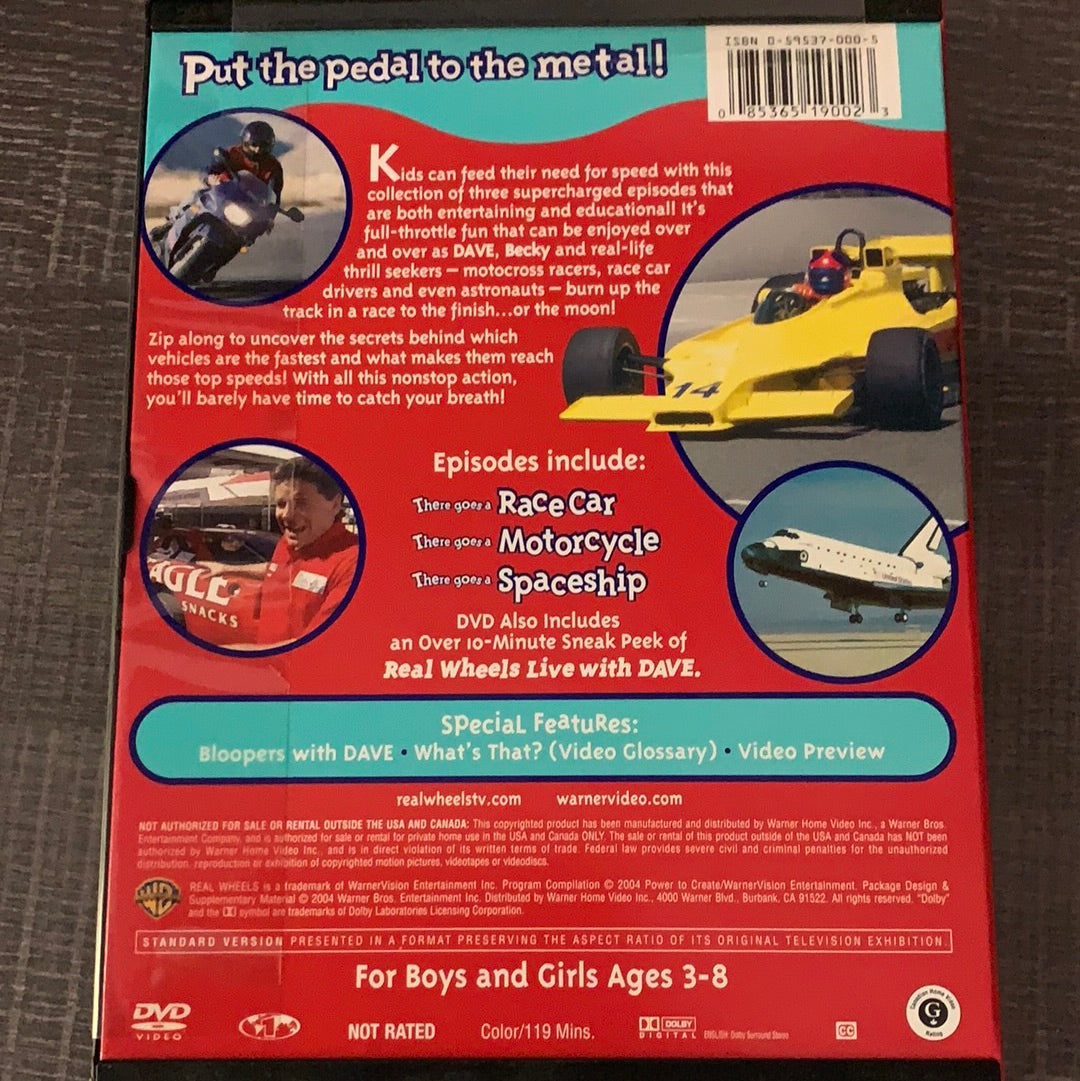 Put the pedal to the metal!
ISBN 0-59537-000-5
0 85365 19002 3
Kids can feed their need for speed with this
collection of three supercharged episodes that
are both entertaining and educational! It's
full-throttle fun that can be enjoyed over
and over as DAVE, Becky and real-life
thrill seekers — motocross racers, race car
drivers and even astronauts — burn up the
track in a race to the finish...or the moon!
Zip along to uncover the secrets behind which
vehicles are the fastest and what makes them reach
those top speeds! With all this nonstop action,
you'll barely have time to catch your breath!
14
Episodes include:
There goes a Race Car
There goes a Motorcycle
There goes a Spaceship
SNACKS
United States
DVD Also Includes
an Over 10-Minute Sneak Peek of
Real Wheels Live with DAVE.
Special Features:
Bloopers with DAVE • What's That? (Video Glossary) • Video Preview
realwheelstv.com warnervideo.com
NOT AUTHORIZED FOR SALE OR RENTAL OUTSIDE THE USA AND CANADA: This copyrighted product has been manufactured and distributed by Warner Home Video Inc., a Warner Bros.
Entertainment Company, and is authorized for sale or rental for private home use in the USA and Canada ONLY. The sale or rental of this product outside of the USA and Canada has NOT been
authorized by Warner Home Video Inc. and is in direct violation of its written terms of trade. Federal law provides severe civil and criminal penalties for the unauthorized
distribution, reproduction or exhibition of copyrighted motion pictures, videotapes or videodiscs.
REAL WHEELS is a trademark of WarnerVision Entertainment Inc. Program Compilation © 2004 Power to Create/WarnerVision Entertainment. Package Design &
Supplementary Material © 2004 Warner Bros. Entertainment Inc. Distributed by Warner Home Video Inc., 4000 Warner Blvd., Burbank, CA 91522. All rights reserved. "Dolby"
and the DD symbol are trademarks of Dolby Laboratories Licensing Corporation.
STANDARD VERSION PRESENTED IN A FORMAT PRESERVING THE ASPECT RATIO OF ITS ORIGINAL TELEVISION EXHIBITION.
For Boys and Girls Ages 3-8
DVD
VIDEO
1
NOT RATED
Color/119 Mins.
DOLBY
DIGITAL
ENGLISH: Dolby Surround Stereo
CC
Canadian Home Video
G
Rating